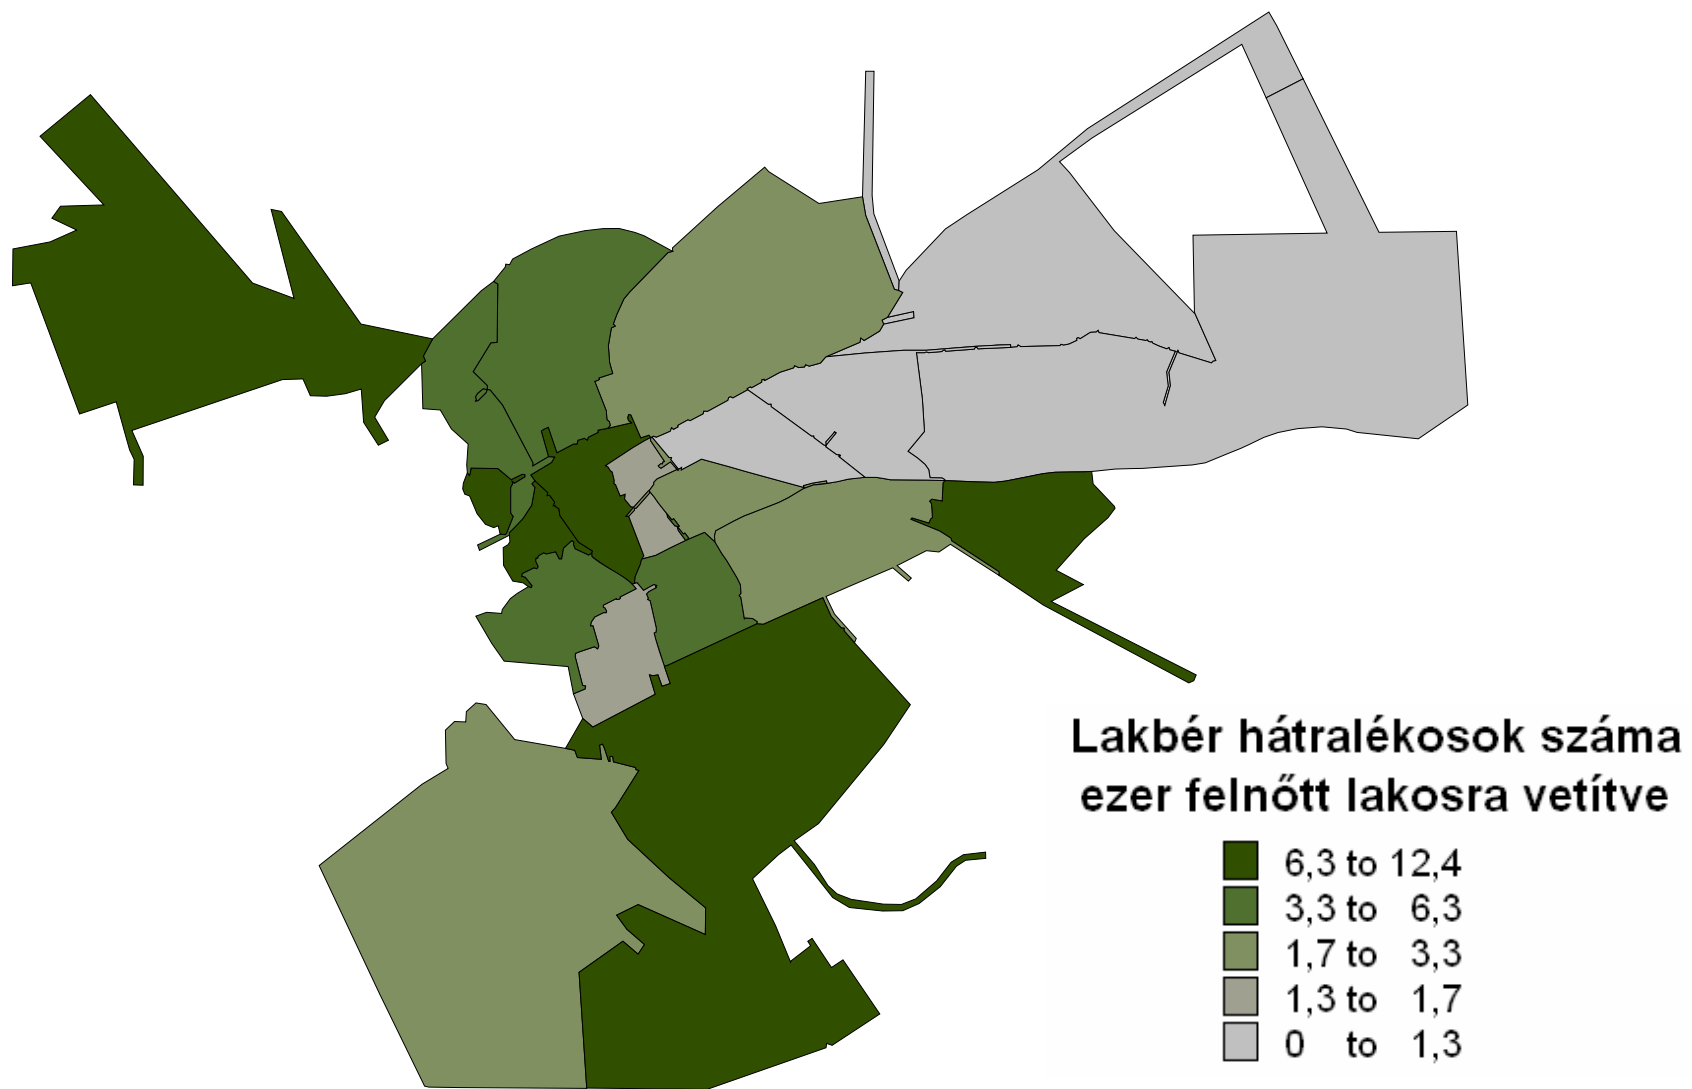 Lakbér hátralékosok száma
ezer felnőtt lakosra vetítve
6,3 to 12,4
3,3 to 6,3
1,7 to 3,3
1,3 to 1,7
0 to 1,3